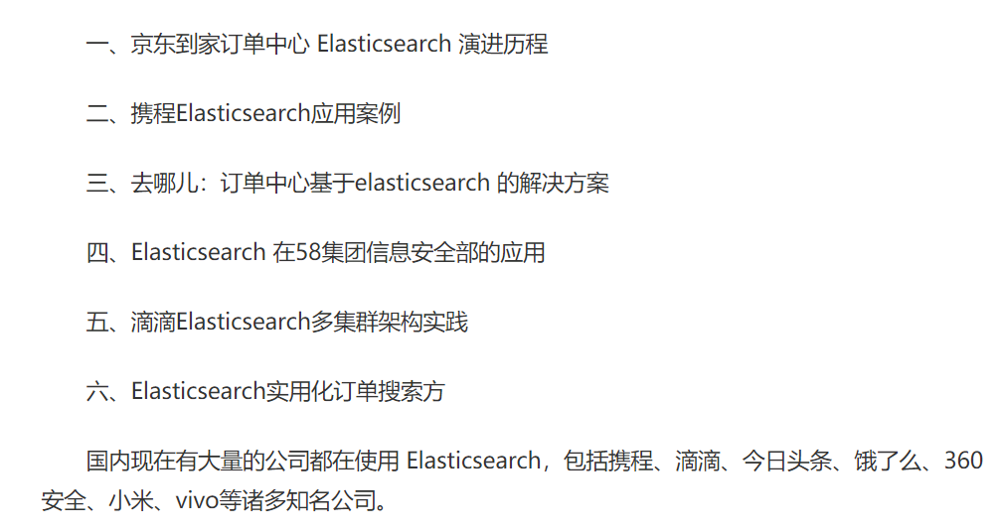 一、京东到家订单中心 Elasticsearch 演进历程
二、携程Elasticsearch应用案例
三、去哪儿：订单中心基于elasticsearch 的解决方案
四、Elasticsearch 在58集团信息安全部的应用
五、滴滴Elasticsearch多集群架构实践
六、Elasticsearch实用化订单搜索方
国内现在有大量的公司都在使用 Elasticsearch，包括携程、滴滴、今日头条、饿了么、360
安全、小米、vivo等诸多知名公司。